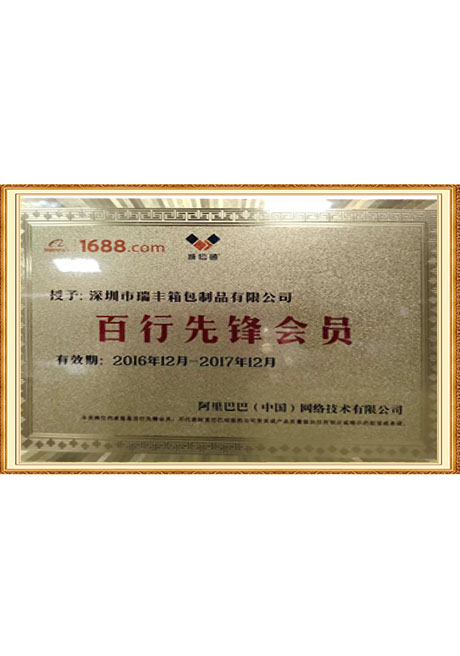 1688.com
诚信通
授予: 深圳市瑞丰箱包制品有限公司
百行先锋会员
有效期: 2016年12月-2017年12月
阿里巴巴（中国）网络技术有限公司